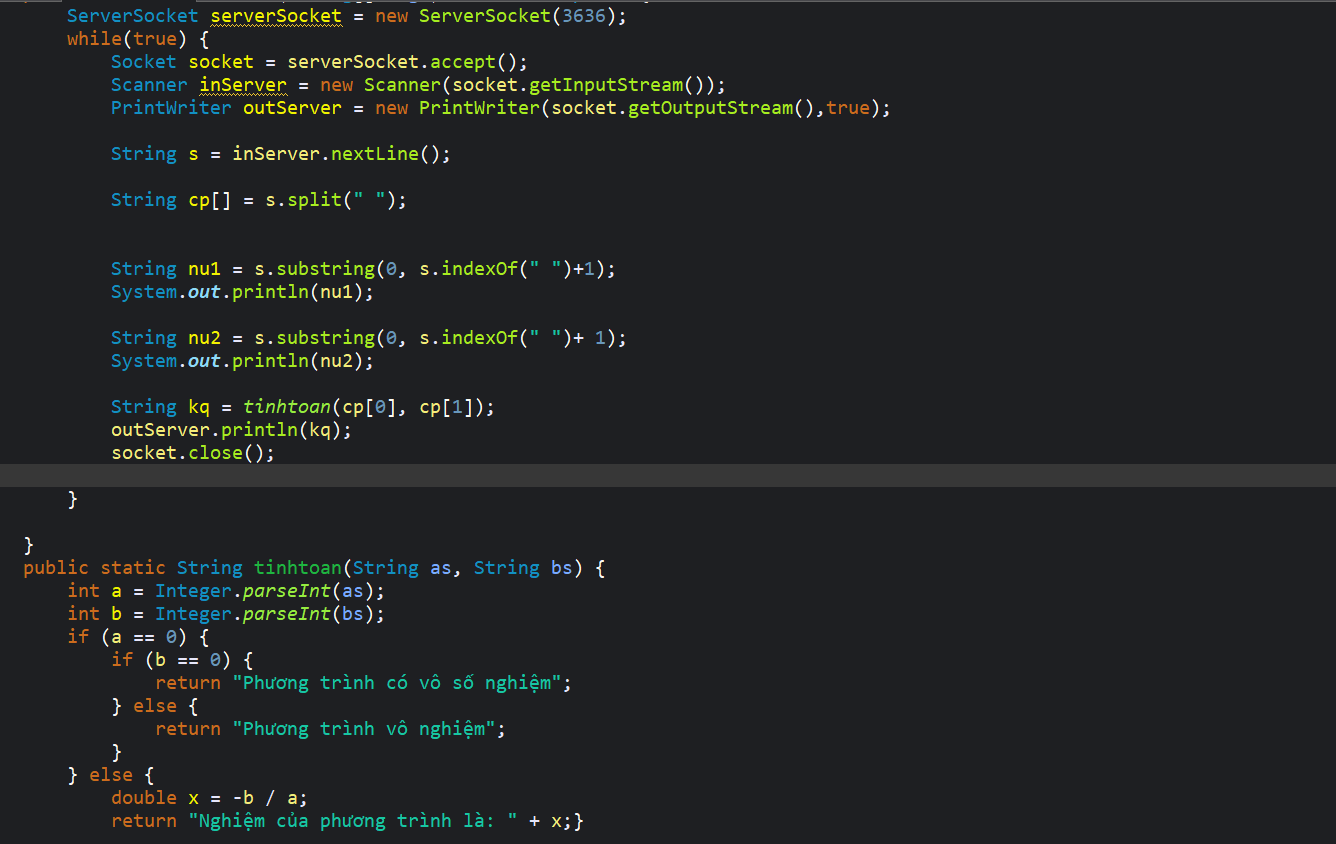 ServerSocket serverSocket = new ServerSocket(3636);
while(true) {
Socket socket = serverSocket.accept();
Scanner inServer = new Scanner(socket.getInputStream());
PrintWriter outServer = new PrintWriter(socket.getOutputStream(),true);
String s = inServer.nextLine();
String cp[] = s.split(" ");
String nu1 = s.substring(0, s.indexOf(" ")+1);
System.out.println(nu1);
String nu2 = s.substring(0, s.indexOf(" ")+ 1);
System.out.println(nu2);
String kq = tinhtoan(cp[0], cp[1]);
outServer.println(kq);
socket.close();
}
}
public static String tinhtoan(String as, String bs) {
int a = Integer.parseInt(as);
int b = Integer.parseInt(bs);
if (a == 0) {
if (b == 0) {
return "Phương trình có vô số nghiệm";
} else {
return "Phương trình vô nghiệm";
}
} else {
double x = -b / a;
return "Nghiệm của phương trình là: " + x;}